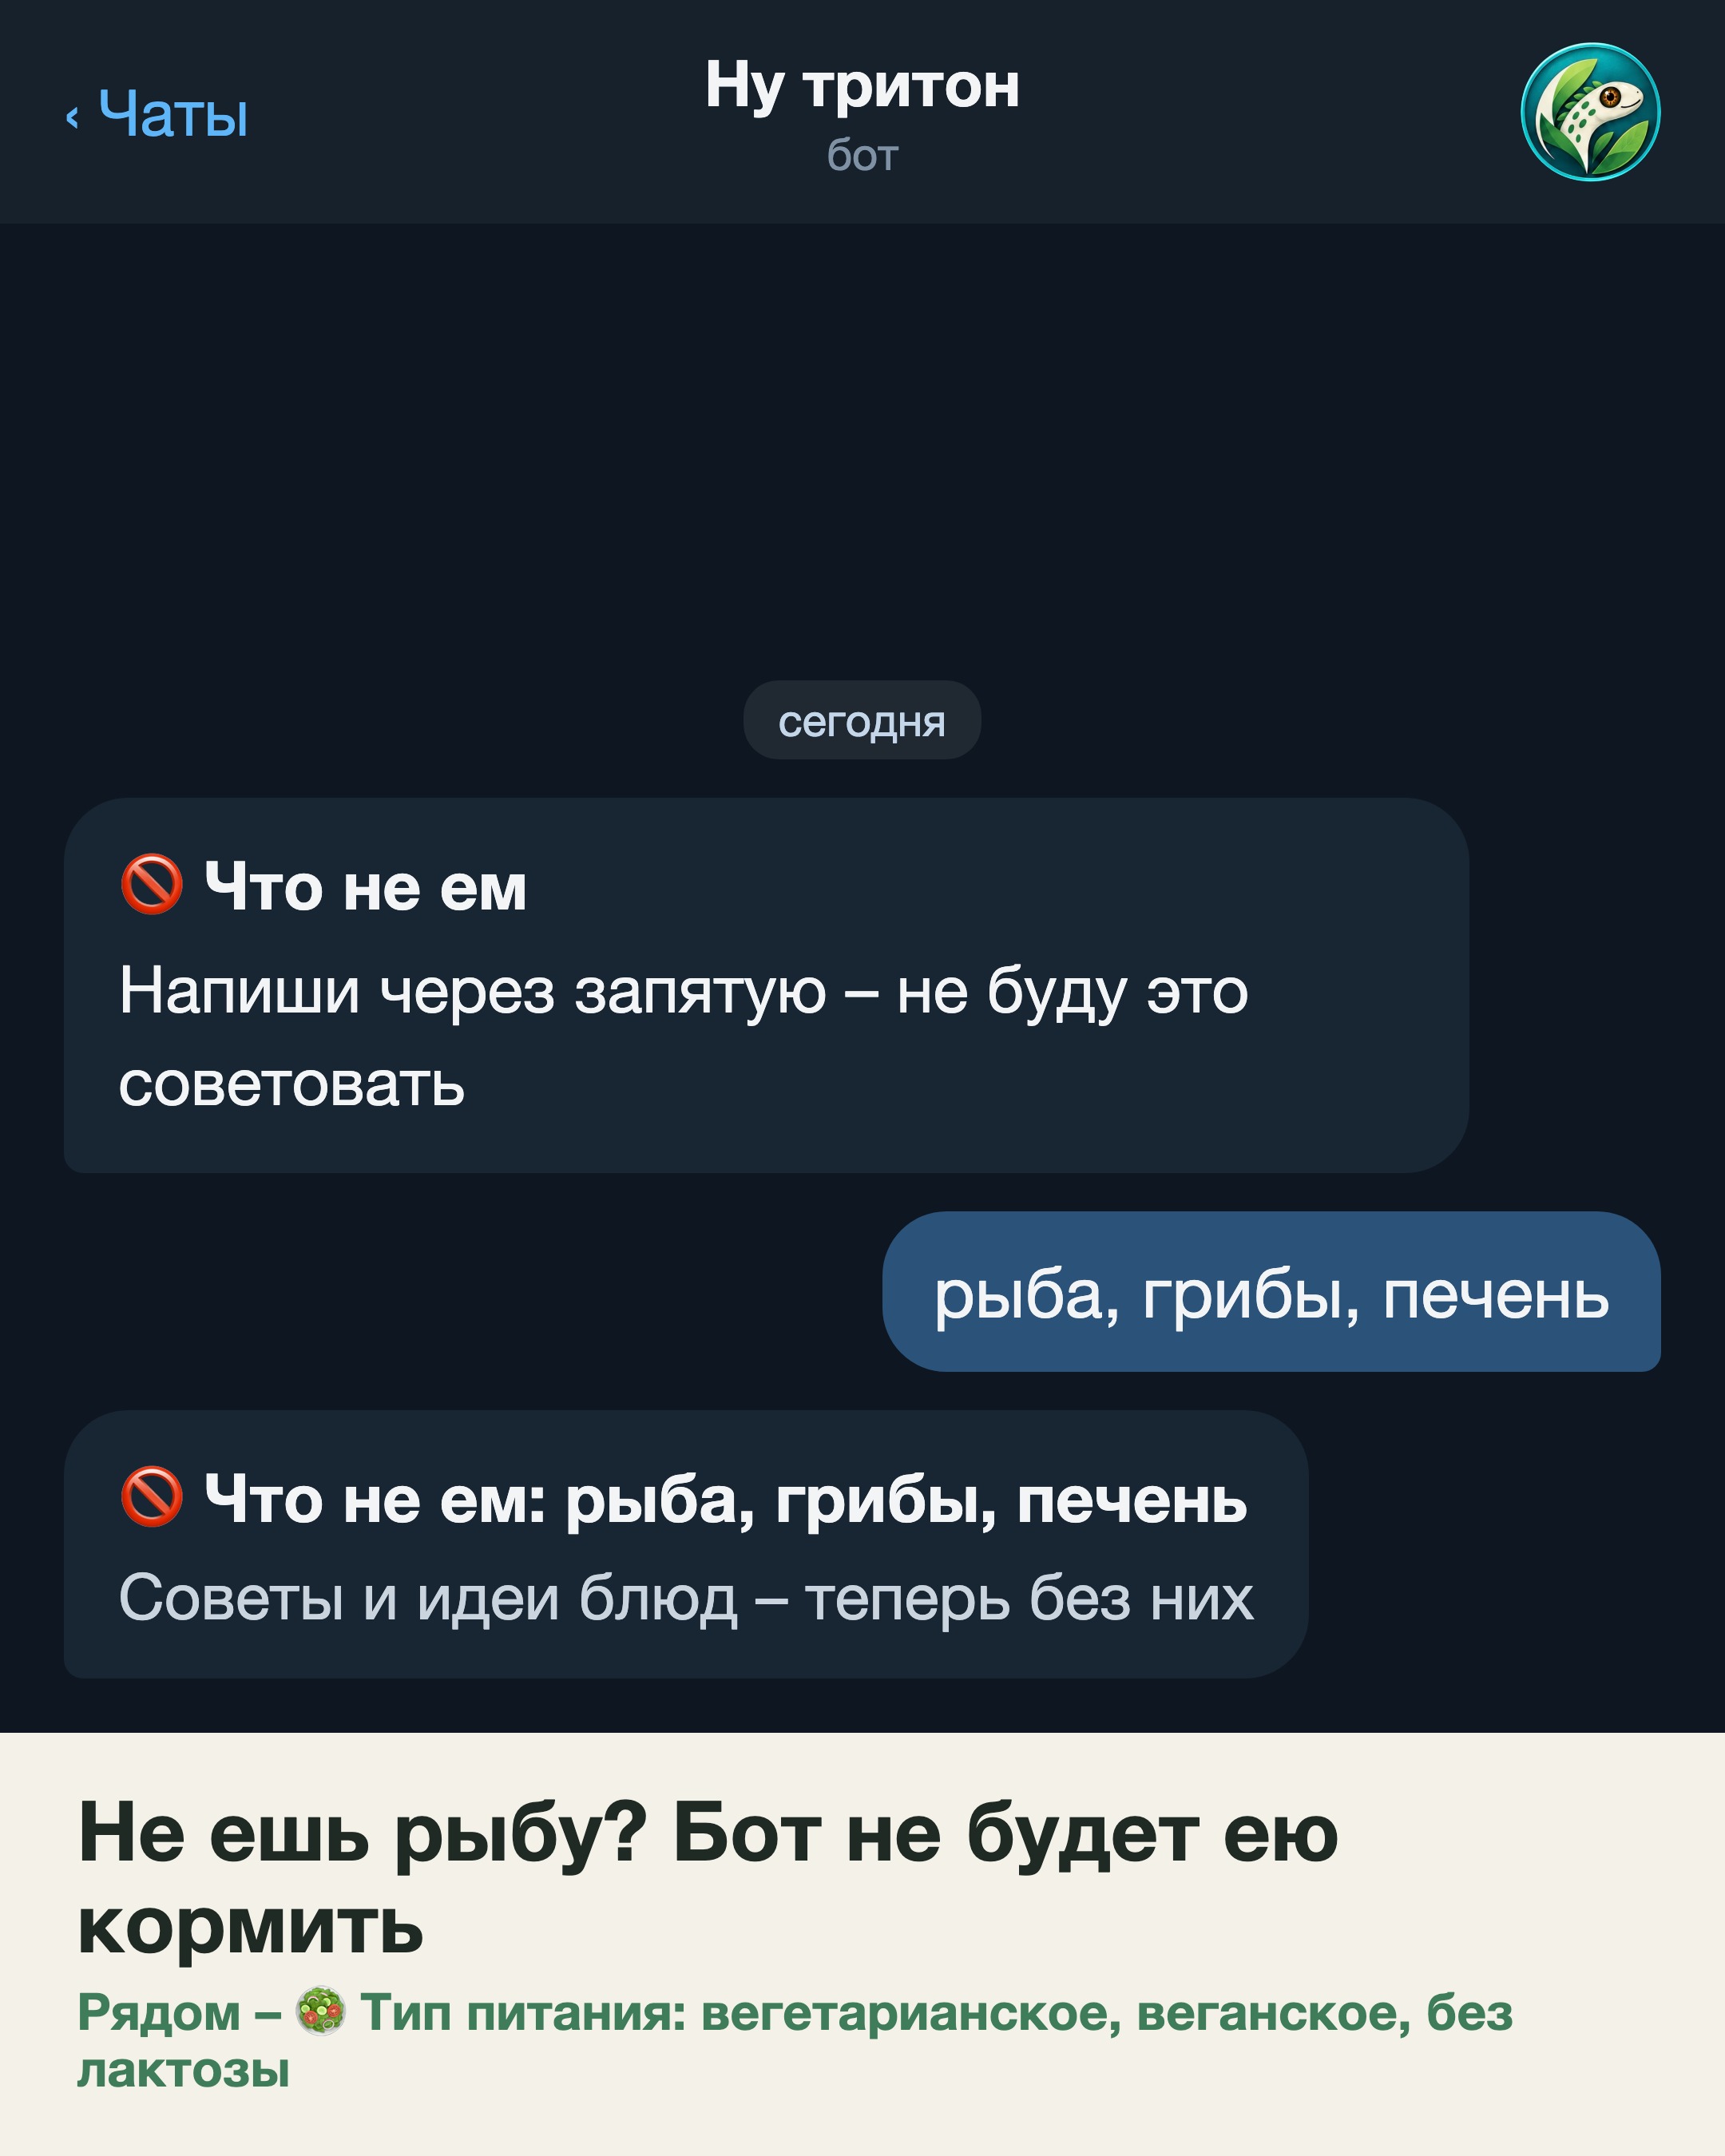 ‹ Чаты
Ну тритон
бот
сегодня
🚫 Что не ем
Напиши через запятую – не буду это
советовать
рыба, грибы, печень
🚫 Что не ем: рыба, грибы, печень
Советы и идеи блюд – теперь без них
Не ешь рыбу? Бот не будет ею
кормить
Рядом – 🥗 Тип питания: вегетарианское, веганское, без
лактозы